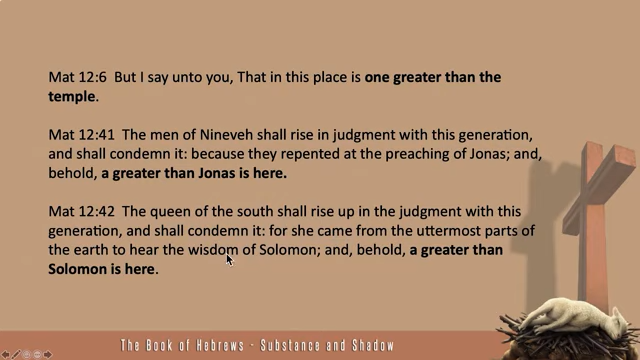 Mat 12:6  But I say unto you, That in this place is one greater than the
temple.
Mat 12:41  The men of Nineveh shall rise in judgment with this generation,
and shall condemn it: because they repented at the preaching of Jonas; and,
behold, a greater than Jonas is here.
Mat 12:42  The queen of the south shall rise up in the judgment with this
generation, and shall condemn it: for she came from the uttermost parts of
the earth to hear the wisdom of Solomon; and, behold, a greater than
Solomon is here.
The Book of Hebrews - Substance and Shadow